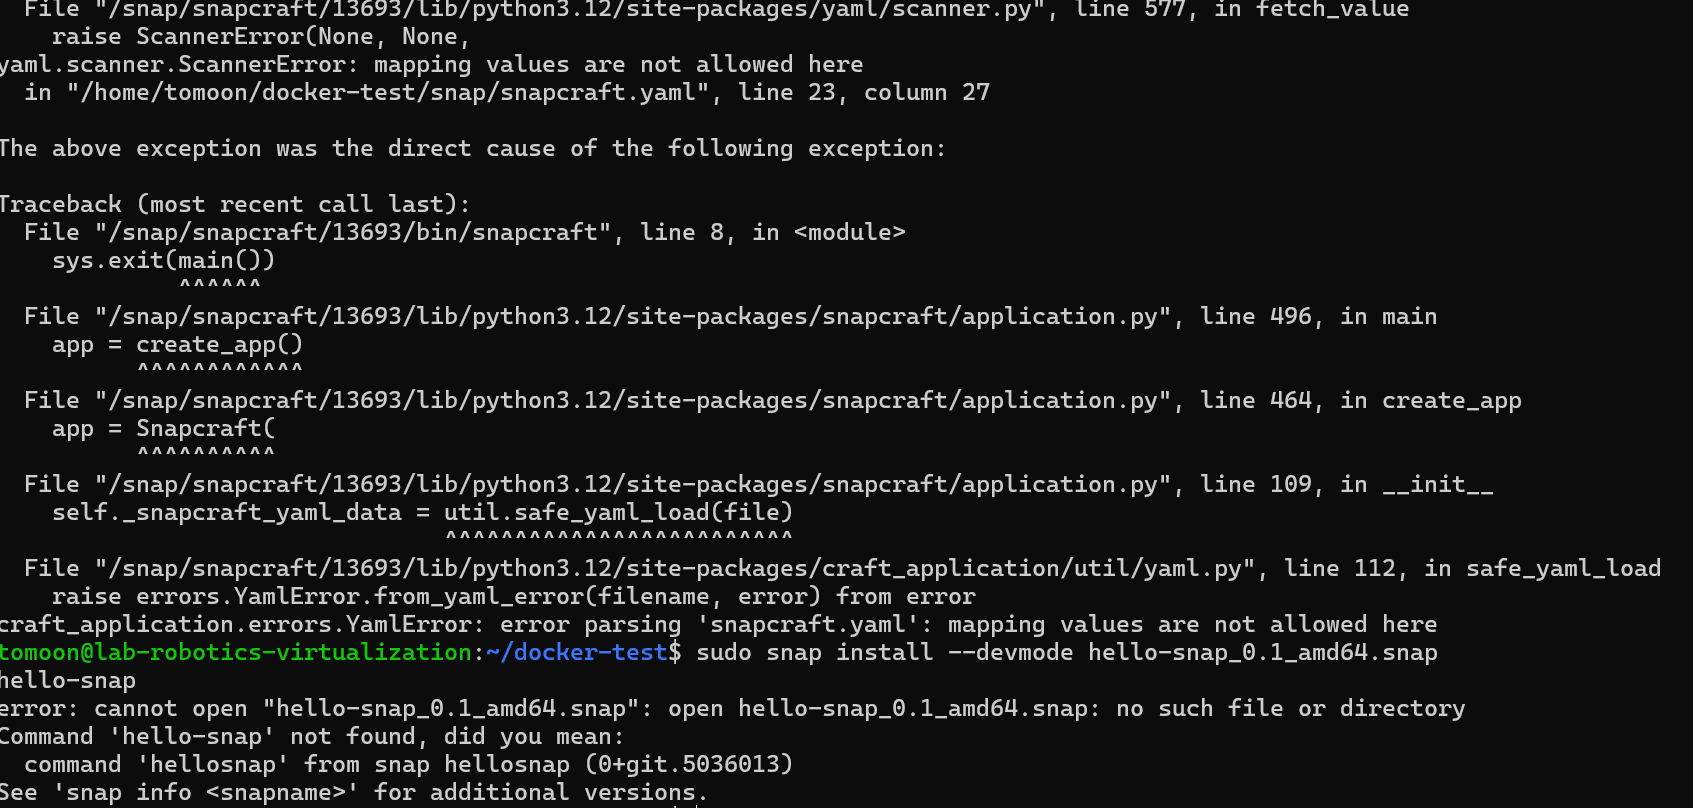 File "/snap/snapcraft/13693/lib/python3.12/site-packages/yaml/scanner.py", line 577, in fetch_value
raise ScannerError(None, None,
yaml.scanner.ScannerError: mapping values are not allowed here
in "/home/tomoon/docker-test/snap/snapcraft.yaml", line 23, column 27
The above exception was the direct cause of the following exception:
Traceback (most recent call last):
File "/snap/snapcraft/13693/bin/snapcraft", line 8, in <module>
sys.exit(main())
^^^^^^
File "/snap/snapcraft/13693/lib/python3.12/site-packages/snapcraft/application.py", line 496, in main
app = create_app()
^^^^^^^^^^^^
File "/snap/snapcraft/13693/lib/python3.12/site-packages/snapcraft/application.py", line 464, in create_app
app = Snapcraft(
^^^^^^^^^^
File "/snap/snapcraft/13693/lib/python3.12/site-packages/snapcraft/application.py", line 109, in __init__
self._snapcraft_yaml_data = util.safe_yaml_load(file)
^^^^^^^^^^^^^^^^^^^^^^^^^
File "/snap/snapcraft/13693/lib/python3.12/site-packages/craft_application/util/yaml.py", line 112, in safe_yaml_load
raise errors.YamlError.from_yaml_error(filename, error) from error
craft_application.errors.YamlError: error parsing 'snapcraft.yaml': mapping values are not allowed here
tomoon@lab-robotics-virtualization:~/docker-test$ sudo snap install --devmode hello-snap_0.1_amd64.snap
hello-snap
error: cannot open "hello-snap_0.1_amd64.snap": open hello-snap_0.1_amd64.snap: no such file or directory
Command 'hello-snap' not found, did you mean:
command 'hellosnap' from snap hellosnap (0+git.5036013)
See 'snap info <snapname>' for additional versions.